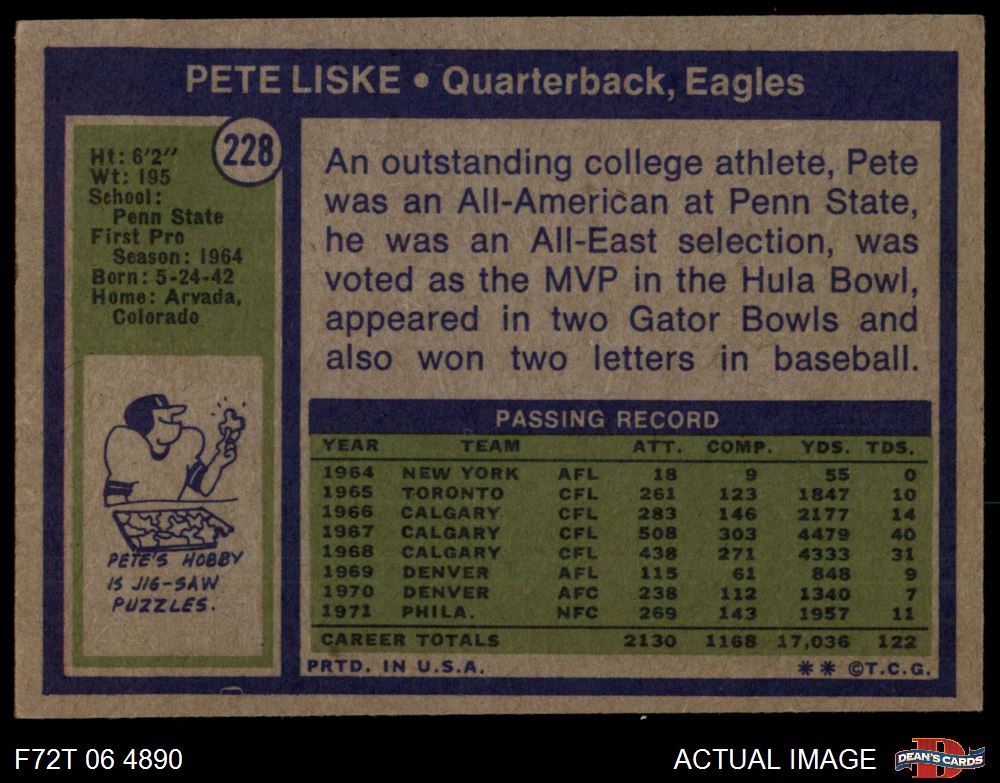 PETE LISKE • Quarterback, Eagles
228
Ht: 6'2"
Wt: 195
School:
Penn State
First Pro
Season: 1964
Born: 5-24-42
Home: Arvada,
Colorado
PETE'S HOBBY
IS JIG-SAW
PUZZLES.
An outstanding college athlete, Pete
was an All-American at Penn State,
he was an All-East selection, was
voted as the MVP in the Hula Bowl,
appeared in two Gator Bowls and
also won two letters in baseball.
PASSING RECORD
YEAR TEAM ATT. COMP. YDS. TDS.
1964 NEW YORK AFL 18 9 55 0
1965 TORONTO CFL 261 123 1847 10
1966 CALGARY CFL 283 146 2177 14
1967 CALGARY CFL 508 303 4479 40
1968 CALGARY CFL 438 271 4333 31
1969 DENVER AFL 115 61 848 9
1970 DENVER AFC 238 112 1340 7
1971 PHILA. NFC 269 143 1957 11
CAREER TOTALS 2130 1168 17,036 122
PRTD. IN U.S.A. ** ©T.C.G.
F72T 06 4890 ACTUAL IMAGE
D
DEAN'S CARDS